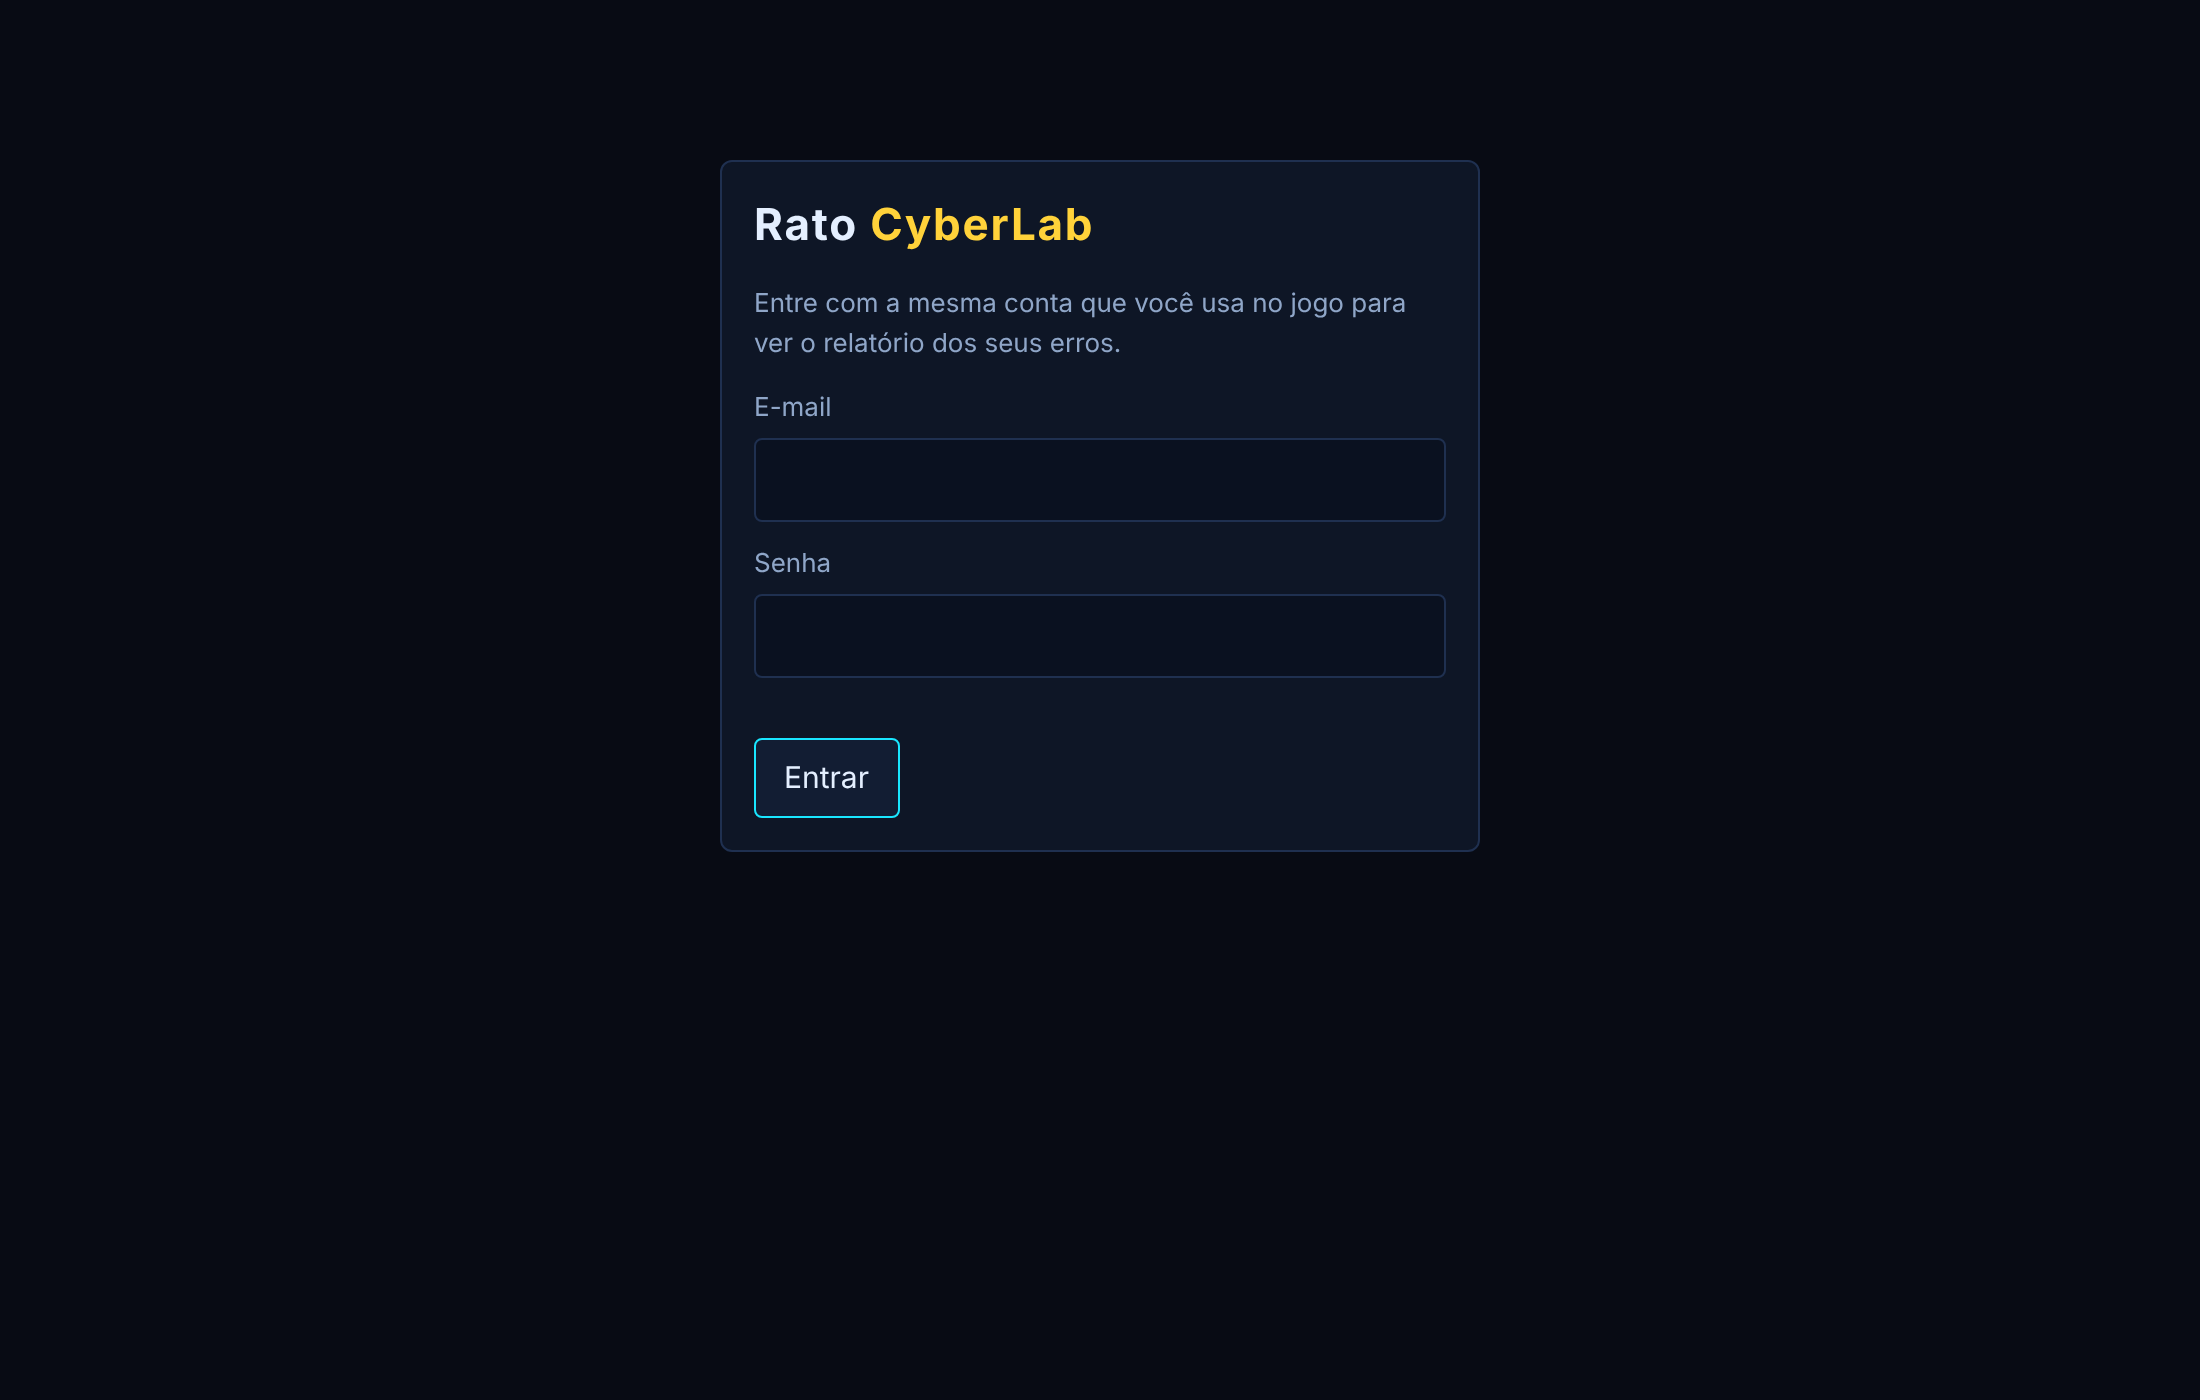 Rato CyberLab
Entre com a mesma conta que você usa no jogo para
ver o relatório dos seus erros.
E-mail
Senha
Entrar